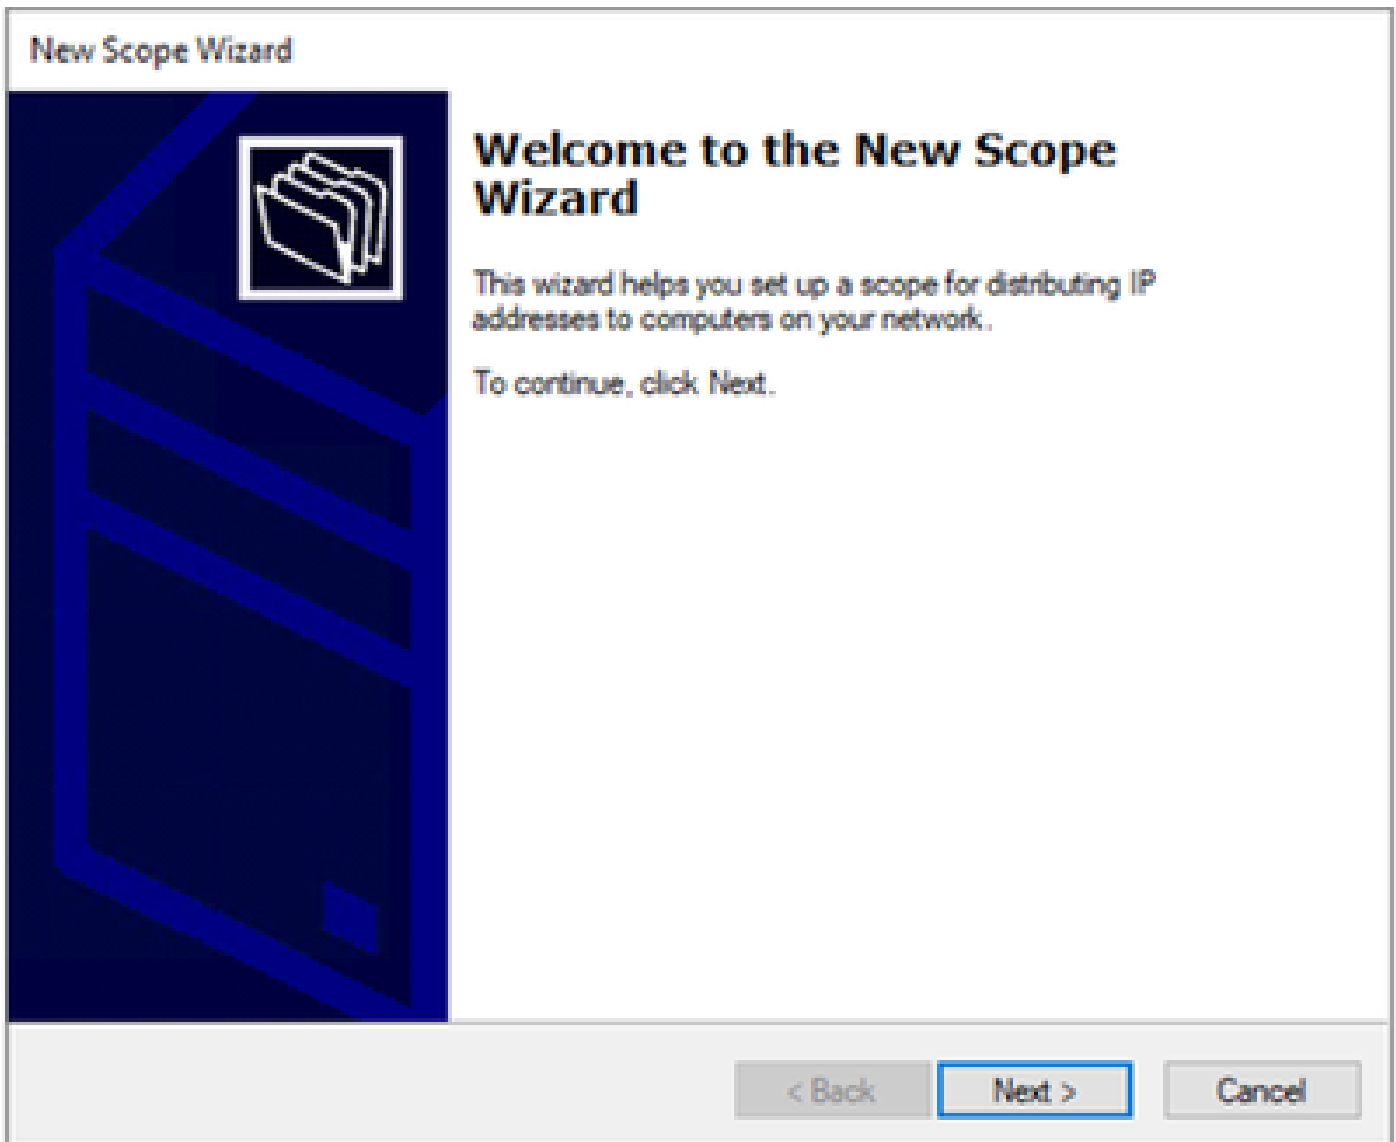 New Scope Wizard
Welcome to the New Scope
Wizard
This wizard helps you set up a scope for distributing IP
addresses to computers on your network.
To continue, click Next.
< Back
Next >
Cancel